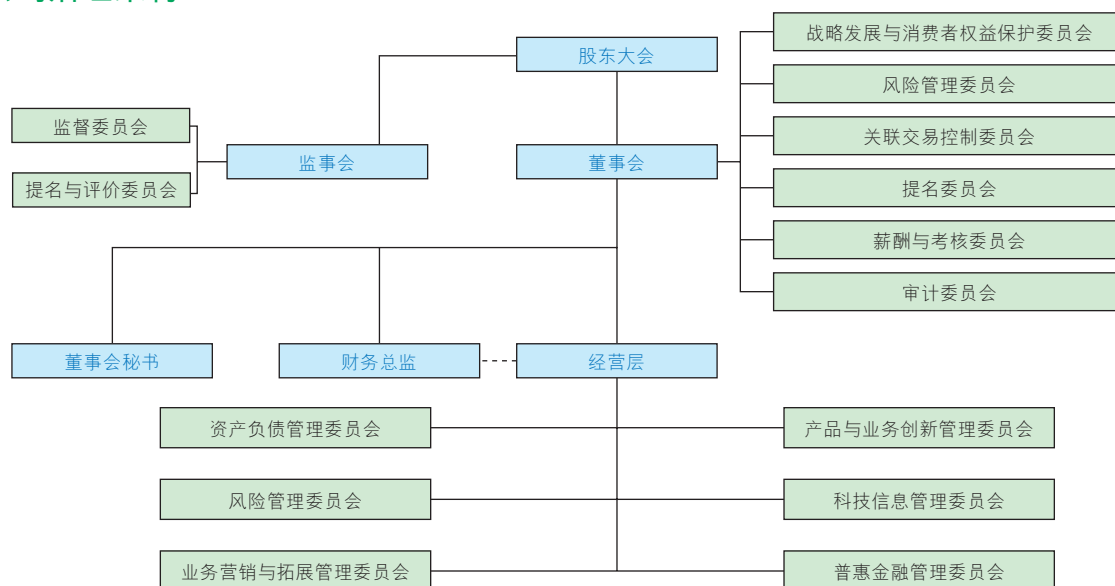 股东大会
战略发展与消费者权益保护委员会
风险管理委员会
监督委员会
关联交易控制委员会
监事会
董事会
提名与评价委员会
提名委员会
薪酬与考核委员会
审计委员会
董事会秘书
财务总监
经营层
资产负债管理委员会
产品与业务创新管理委员会
风险管理委员会
科技信息管理委员会
业务营销与拓展管理委员会
普惠金融管理委员会